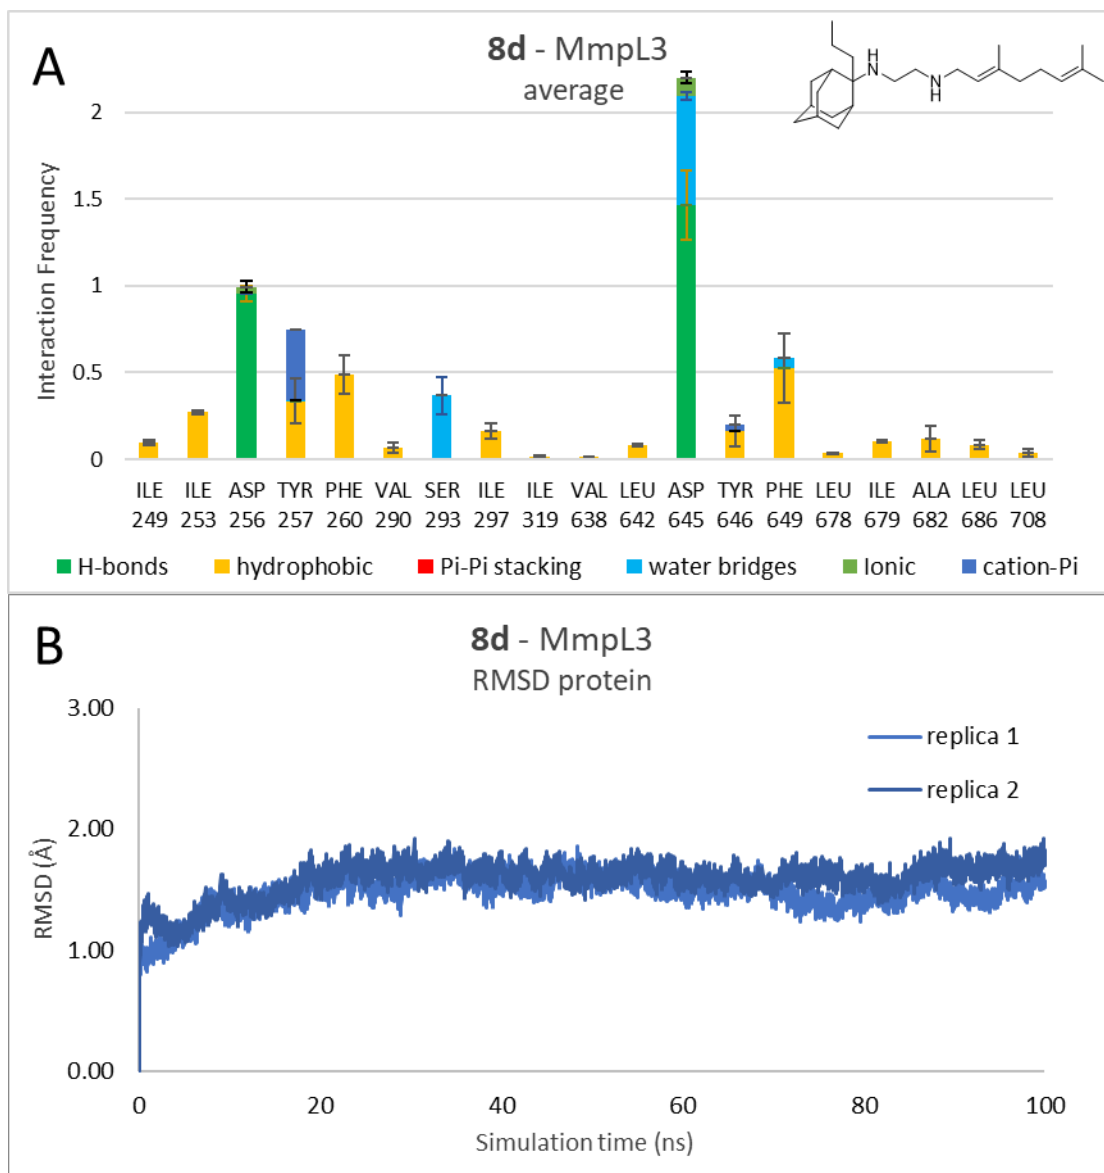 A
8d - MmpL3
average
H
N
N
H
Interaction Frequency
2
1.5
1
0.5
0
ILE ILE ASP TYR PHE VAL SER ILE ILE VAL LEU ASP TYR PHE LEU ILE ALA LEU LEU
249 253 256 257 260 290 293 297 319 638 642 645 646 649 678 679 682 686 708
H-bonds hydrophobic Pi-Pi stacking water bridges Ionic cation-Pi
B
8d - MmpL3
RMSD protein
replica 1
replica 2
RMSD (Å)
3.00
2.00
1.00
0.00
0 20 40 60 80 100
Simulation time (ns)